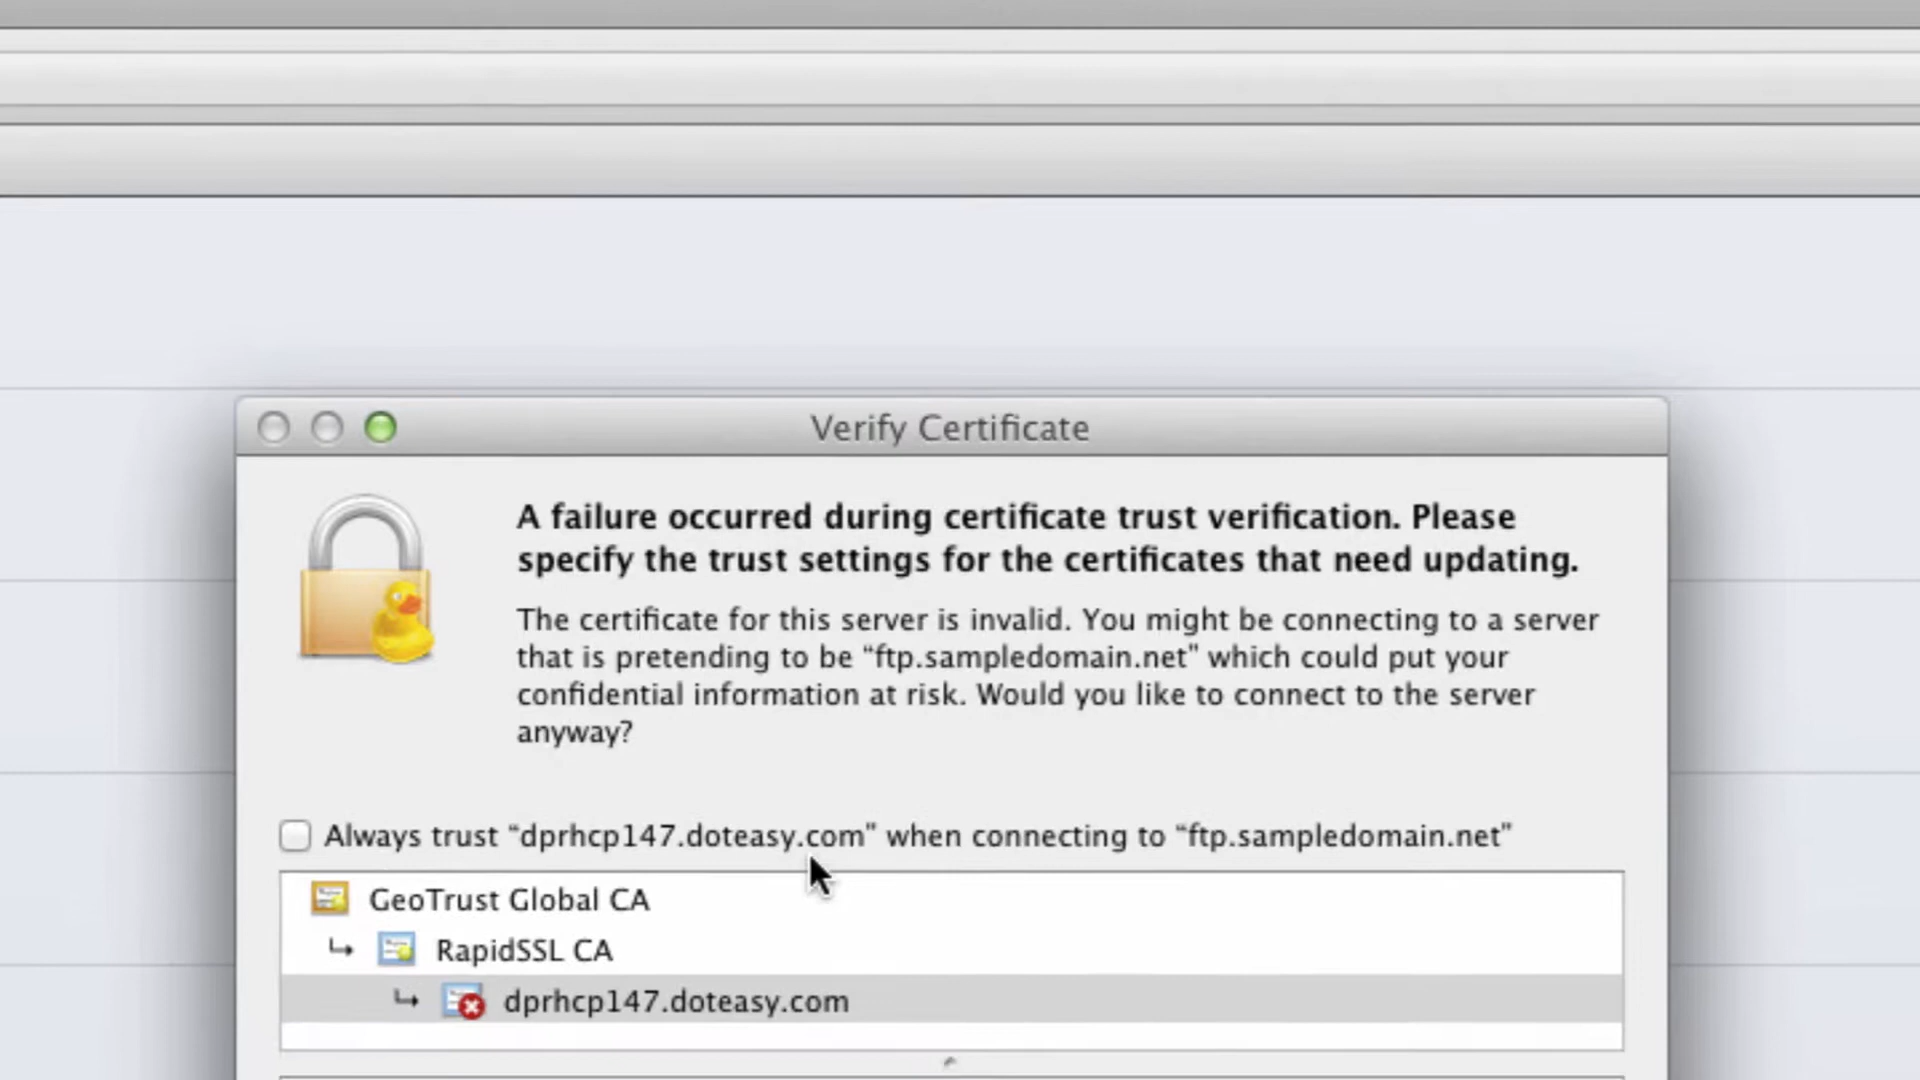 Verify Certificate
A failure occurred during certificate trust verification. Please
specify the trust settings for the certificates that need updating.
The certificate for this server is invalid. You might be connecting to a server
that is pretending to be “ftp.sampledomain.net” which could put your
confidential information at risk. Would you like to connect to the server
anyway?
Always trust “dprhcp147.doteasy.com” when connecting to “ftp.sampledomain.net”
GeoTrust Global CA
RapidSSL CA
dprhcp147.doteasy.com